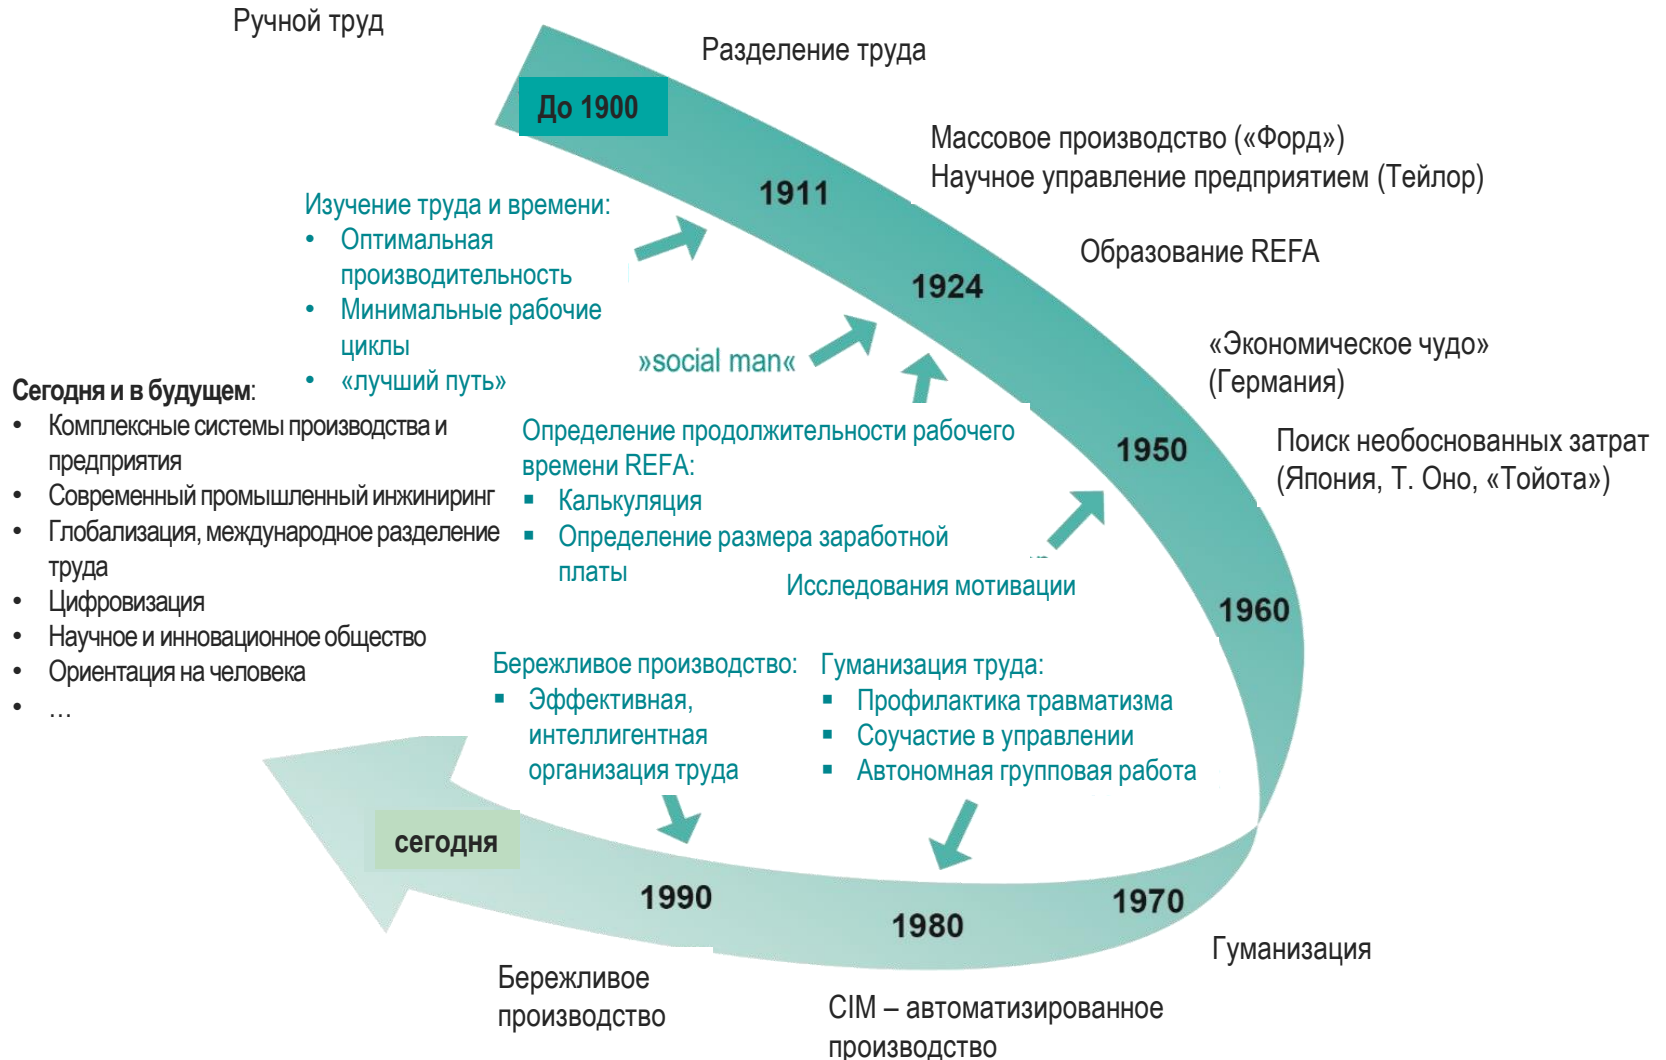 Ручной труд
Разделение труда
До 1900
Массовое производство («Форд»)
Научное управление предприятием (Тейлор)
1911
Изучение труда и времени:
• Оптимальная
производительность
• Минимальные рабочие
циклы
• «лучший путь»
Образование REFA
1924
»social man«
«Экономическое чудо»
(Германия)
Определение продолжительности рабочего
времени REFA:
▪ Калькуляция
▪ Определение размера заработной
платы
1950
Поиск необоснованных затрат
(Япония, Т. Оно, «Тойота»)
Исследования мотивации
1960
Сегодня и в будущем:
• Комплексные системы производства и
предприятия
• Современный промышленный инжиниринг
• Глобализация, международное разделение
труда
• Цифровизация
• Научное и инновационное общество
• Ориентация на человека
• …
Бережливое производство:
▪ Эффективная,
интеллигентная
организация труда
Гуманизация труда:
▪ Профилактика травматизма
▪ Соучастие в управлении
▪ Автономная групповая работа
сегодня
1990
1980
1970
Гуманизация
Бережливое
производство
CIM – автоматизированное
производство